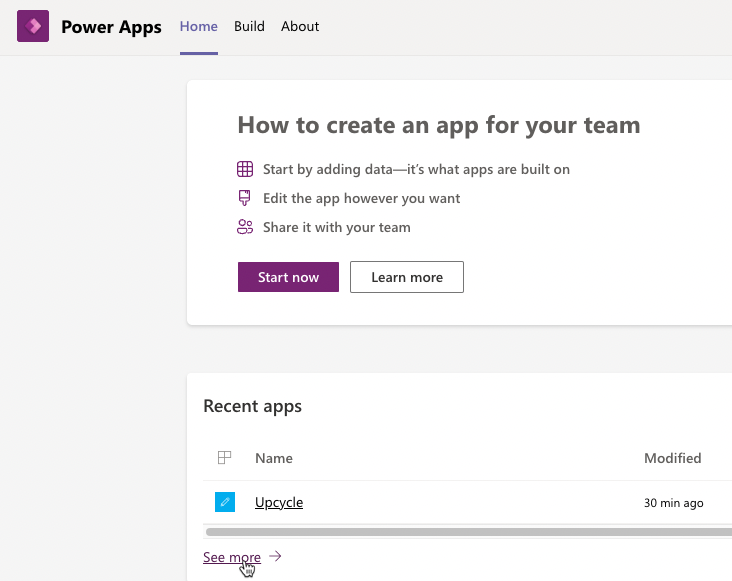 Power Apps Home Build About
How to create an app for your team
Start by adding data—it's what apps are built on
Edit the app however you want
Share it with your team
Start now Learn more
Recent apps
Name Modified
Upcycle 30 min ago
See more